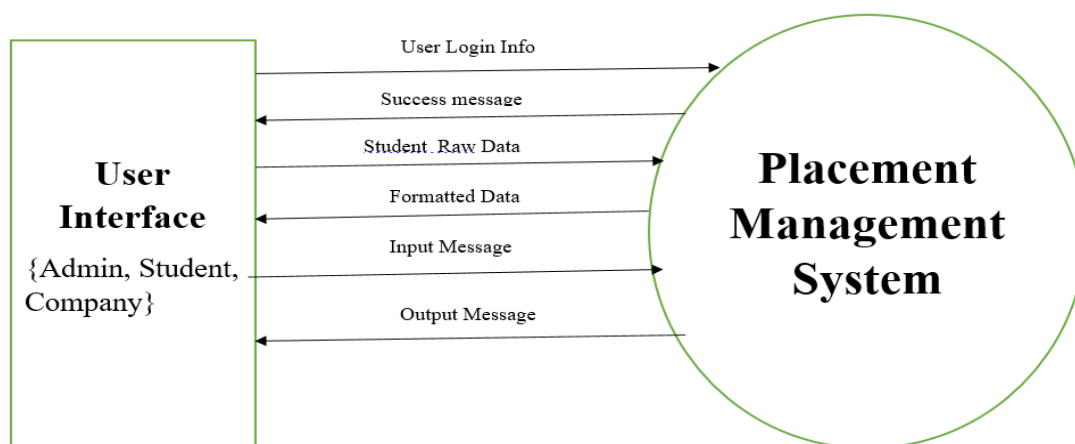 User Login Info
Success message
Student Raw Data
Formatted Data
Input Message
Output Message
User
Interface
{Admin, Student,
Company}
Placement
Management
System